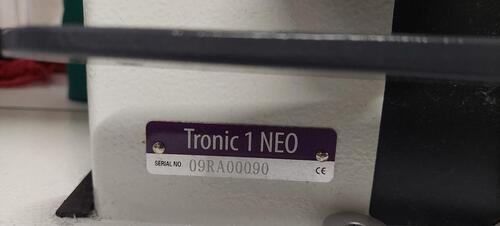 Tronic 1 NEO
SERIAL NO 09RA00090 CE